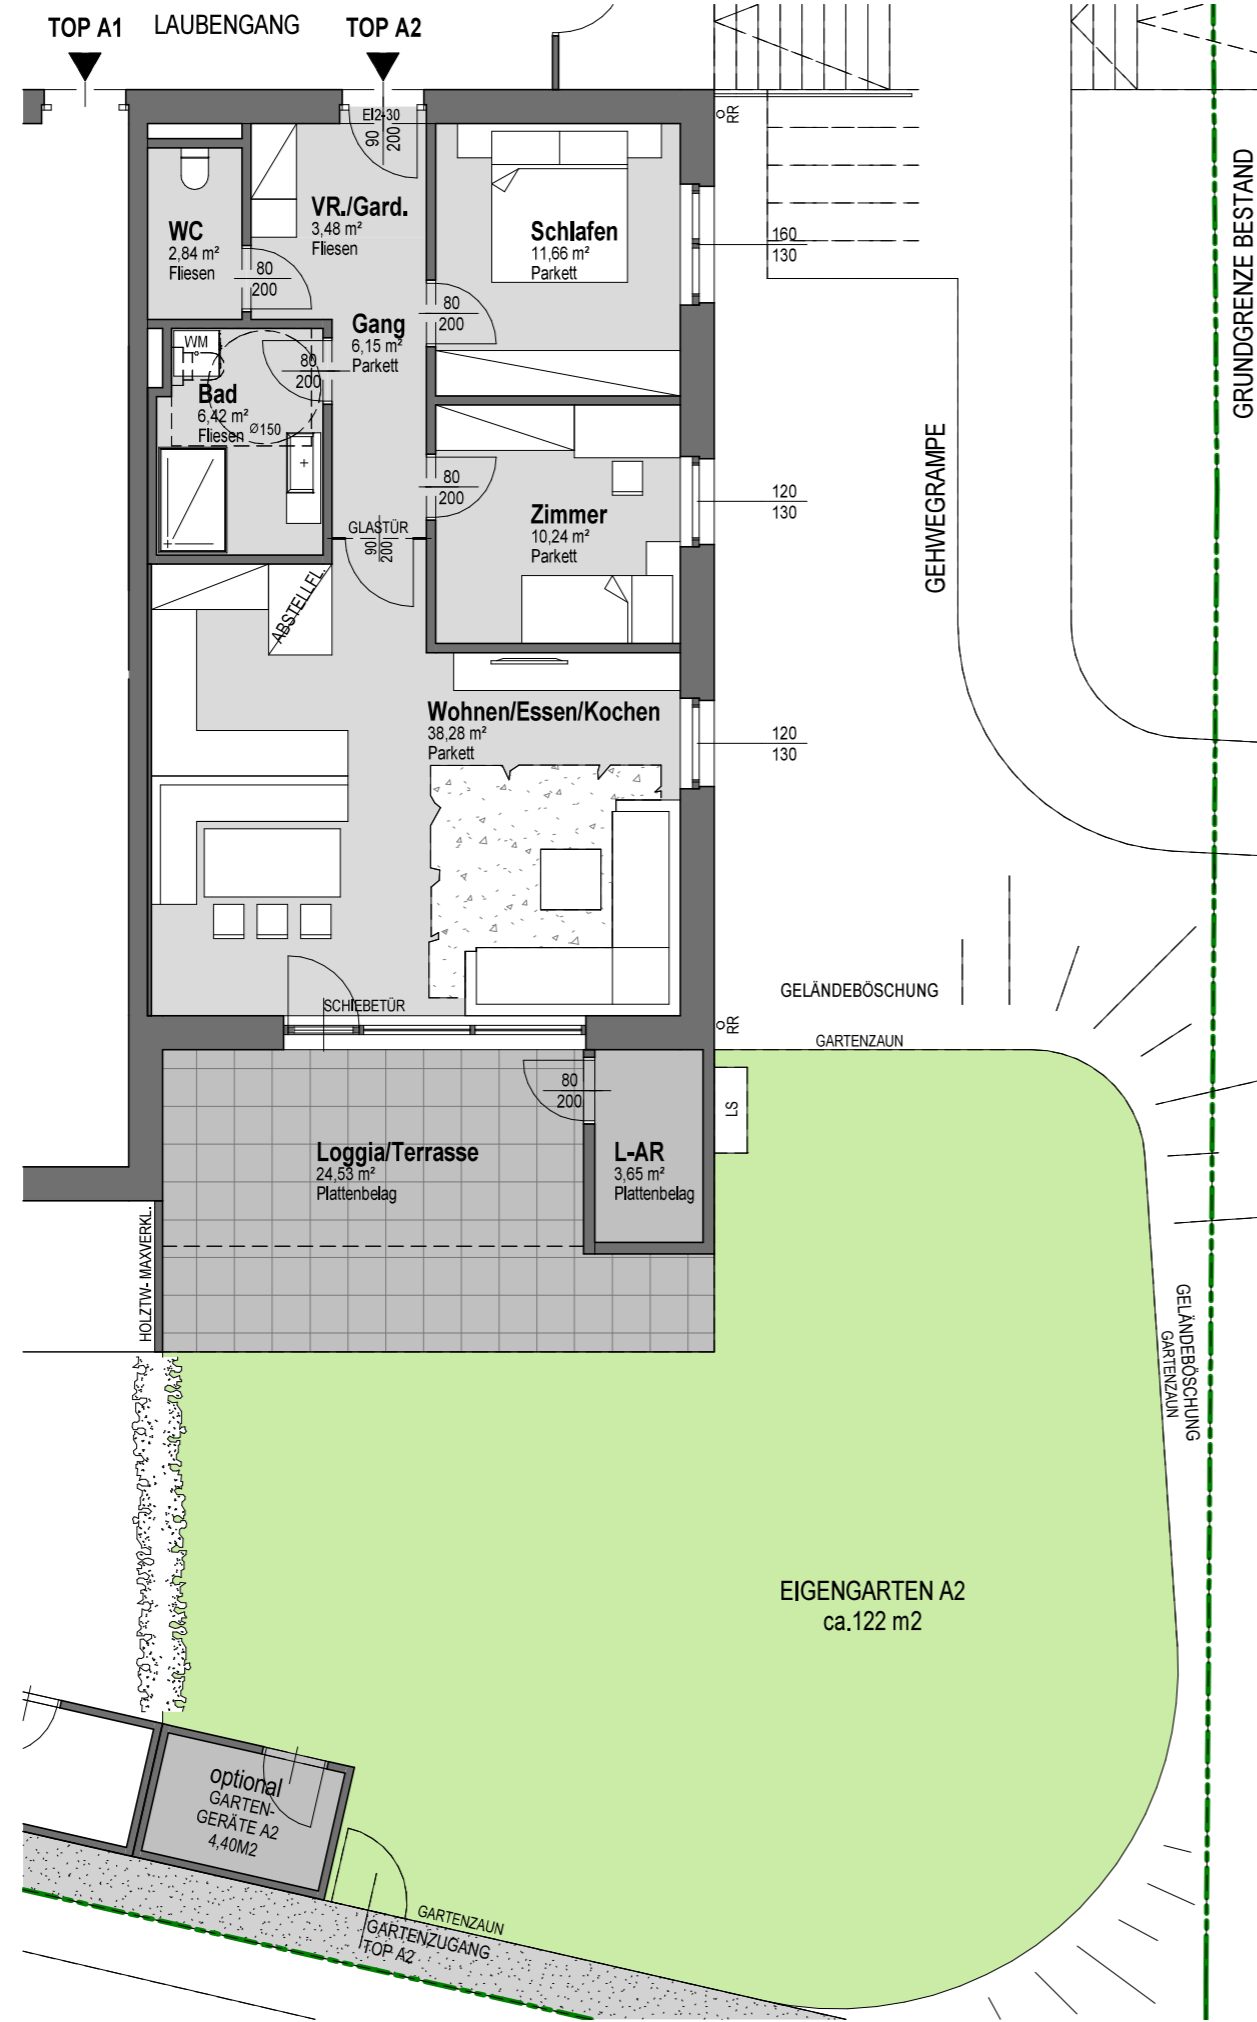 TOP A1
LAUBENGANG
TOP A2
EI2-30
90
200
RR
WC
2,84 m²
Fliesen
VR./Gard.
3,48 m²
Fliesen
Schlafen
11,66 m²
Parkett
160
130
80
200
80
200
Gang
6,15 m²
Parkett
WM
80
200
Bad
6,42 m²
Fliesen
Ø150
80
200
Zimmer
10,24 m²
Parkett
120
130
GLASTÜR
90
200
ABSTELLFL.
GEHWEGRAMPE
GRUNDGRENZE BESTAND
Wohnen/Essen/Kochen
38,28 m²
Parkett
120
130
SCHIEBETÜR
GELÄNDEBÖSCHUNG
RR
GARTENZAUN
80
200
LS
Loggia/Terrasse
24,53 m²
Plattenbelag
L-AR
3,65 m²
Plattenbelag
HOLZTW- MAXVERKL.
GELÄNDEBÖSCHUNG
GARTENZAUN
EIGENGARTEN A2
ca.122 m2
optional
GARTEN-
GERÄTE A2
4,40M2
GARTENZAUN
GARTENZUGANG
TOP A2